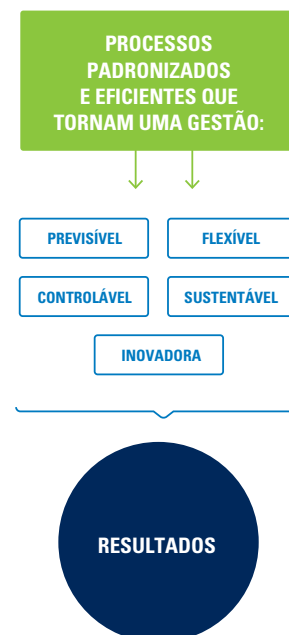 PROCESSOS
PADRONIZADOS
E EFICIENTES QUE
TORNAM UMA GESTÃO:
PREVISÍVEL
FLEXÍVEL
CONTROLÁVEL
SUSTENTÁVEL
INOVADORA
RESULTADOS